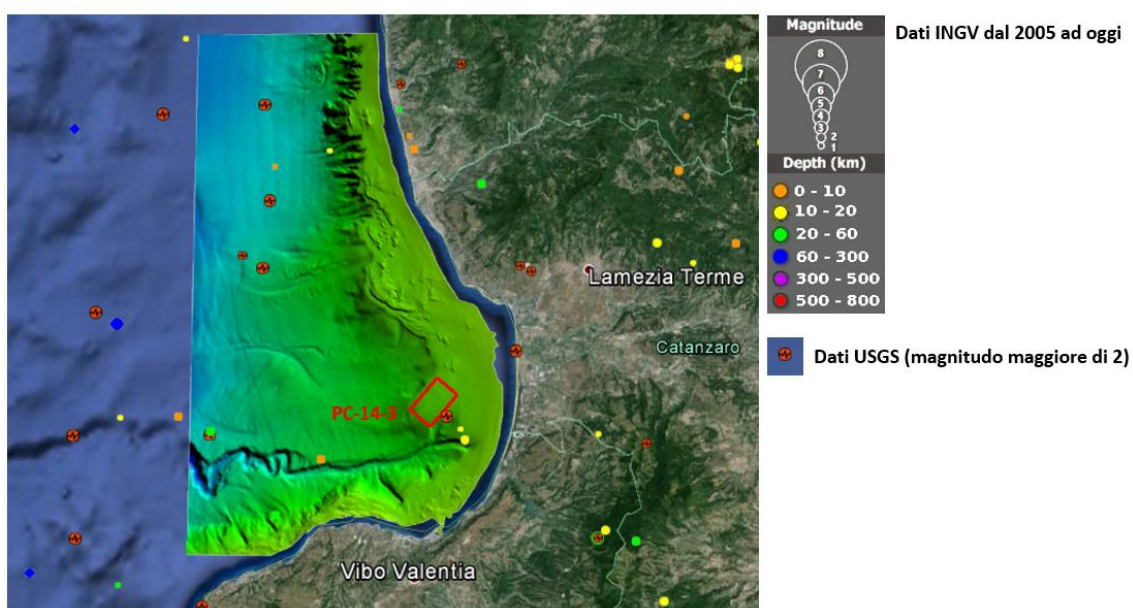 Magnitude
8
7
6
5
4
3
2
1
Depth (km)
0 - 10
10 - 20
20 - 60
60 - 300
300 - 500
500 - 800
Dati INGV dal 2005 ad oggi
Dati USGS (magnitudo maggiore di 2)
Lamezia Terme
Catanzaro
PC-14-3
Vibo Valentia